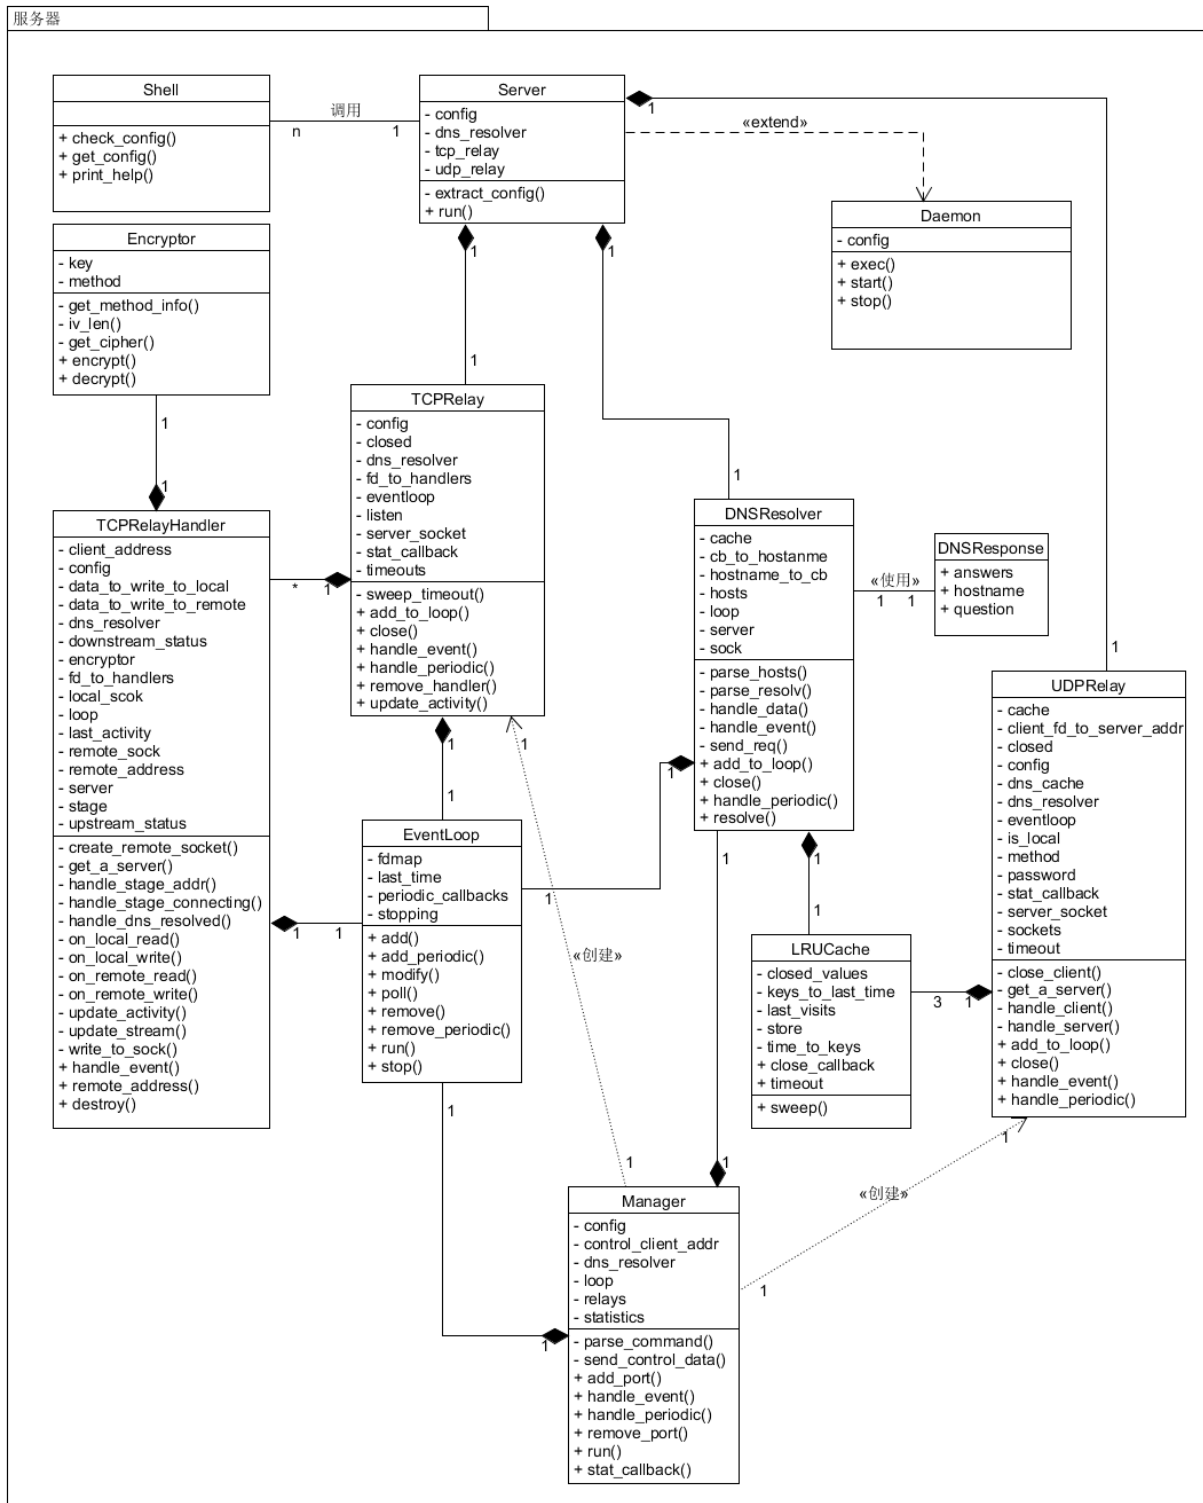 服务器
Shell
+ check_config()
+ get_config()
+ print_help()
调用
n
1
Server
- config
- dns_resolver
- tcp_relay
- udp_relay
- extract_config()
+ run()
1
«extend»
Daemon
- config
+ exec()
+ start()
+ stop()
Encryptor
- key
- method
- get_method_info()
- iv_len()
- get_cipher()
+ encrypt()
+ decrypt()
1
1
1
1
1
1
TCPRelay
- config
- closed
- dns_resolver
- fd_to_handlers
- eventloop
- listen
- server_socket
- stat_callback
- timeouts
- sweep_timeout()
+ add_to_loop()
+ close()
+ handle_event()
+ handle_periodic()
+ remove_handler()
+ update_activity()
1
TCPRelayHandler
- client_address
- config
- data_to_write_to_local
- data_to_write_to_remote
- dns_resolver
- downstream_status
- encryptor
- fd_to_handlers
- local_scok
- loop
- last_activity
- remote_sock
- remote_address
- server
- stage
- upstream_status
- create_remote_socket()
- get_a_server()
- handle_stage_addr()
- handle_stage_connecting()
- handle_dns_resolved()
- on_local_read()
- on_local_write()
- on_remote_read()
- on_remote_write()
- update_activity()
- update_stream()
- write_to_sock()
+ handle_event()
+ remote_address()
+ destroy()
*
1
DNSResolver
- cache
- cb_to_hostanme
- hostname_to_cb
- hosts
- loop
- server
- sock
- parse_hosts()
- parse_resolv()
- handle_data()
- handle_event()
- send_req()
+ add_to_loop()
+ close()
+ handle_periodic()
+ resolve()
«使用»
1
1
DNSResponse
+ answers
+ hostname
+ question
1
UDPRelay
- cache
- client_fd_to_server_addr
- closed
- config
- dns_cache
- dns_resolver
- eventloop
- is_local
- method
- password
- stat_callback
- server_socket
- sockets
- timeout
- close_client()
- get_a_server()
- handle_client()
- handle_server()
+ add_to_loop()
+ close()
+ handle_event()
+ handle_periodic()
1
1
1
1
EventLoop
- fdmap
- last_time
- periodic_callbacks
- stopping
+ add()
+ add_periodic()
+ modify()
+ poll()
+ remove()
+ remove_periodic()
+ run()
+ stop()
1
1
1
1
1
1
LRUCache
- closed_values
- keys_to_last_time
- last_visits
- store
- time_to_keys
+ close_callback
+ timeout
+ sweep()
3
1
«创建»
1
1
1
1
«创建»
1
1
Manager
- config
- control_client_addr
- dns_resolver
- loop
- relays
- statistics
- parse_command()
- send_control_data()
+ add_port()
+ handle_event()
+ handle_periodic()
+ remove_port()
+ run()
+ stat_callback()
1